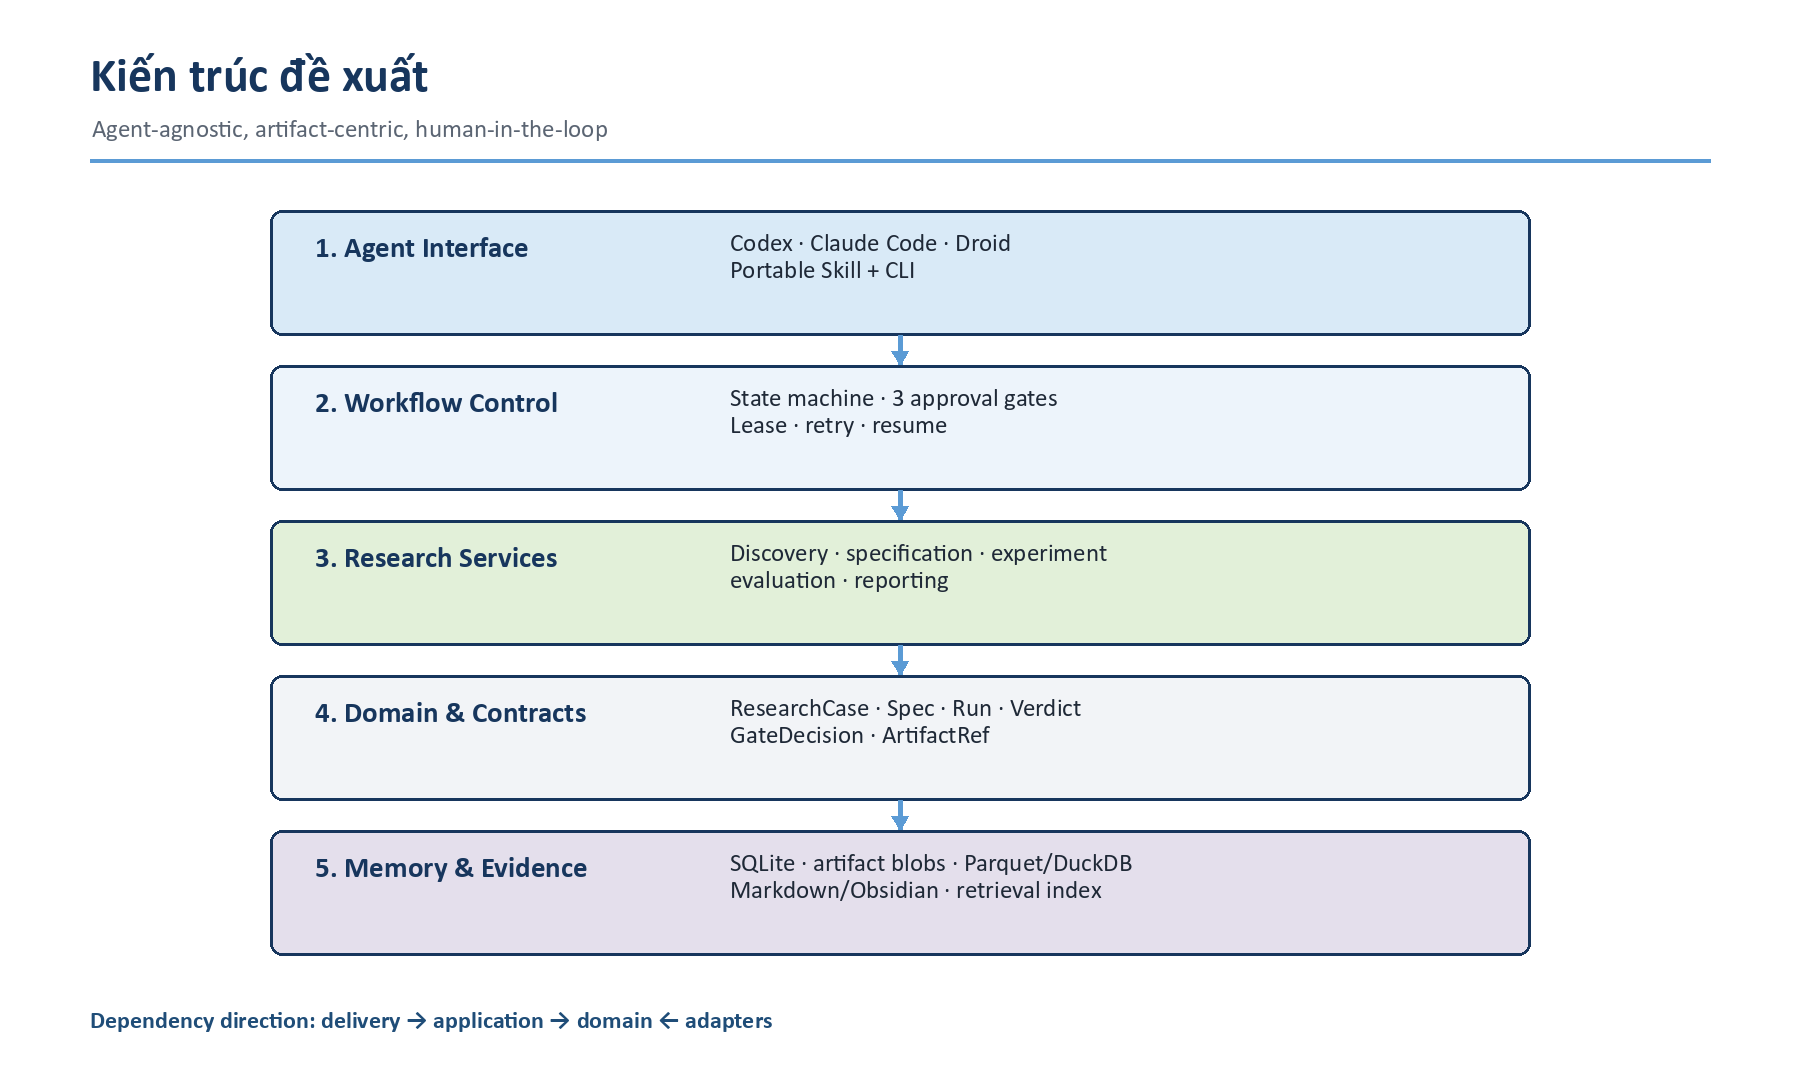 Kiến trúc đề xuất
Agent-agnostic, artifact-centric, human-in-the-loop
1. Agent Interface
Codex · Claude Code · Droid
Portable Skill + CLI
2. Workflow Control
State machine · 3 approval gates
Lease · retry · resume
3. Research Services
Discovery · specification · experiment
evaluation · reporting
4. Domain & Contracts
ResearchCase · Spec · Run · Verdict
GateDecision · ArtifactRef
5. Memory & Evidence
SQLite · artifact blobs · Parquet/DuckDB
Markdown/Obsidian · retrieval index
Dependency direction: delivery → application → domain ← adapters